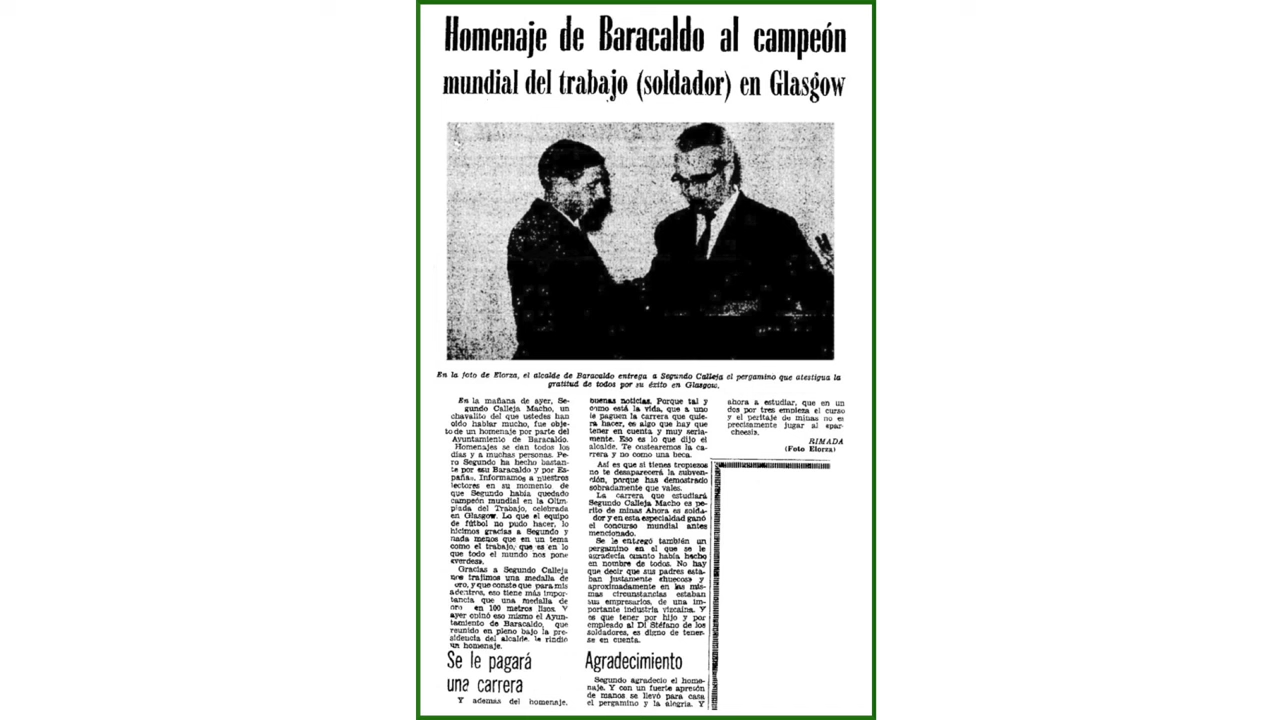 Homenaje de Baracaldo al campeón
mundial del trabajo (soldador) en Glasgow
En la foto de Elorza, el alcalde de Baracaldo entrega a Segundo Calleja el pergamino que atestigua la
gratitud de todos por su éxito en Glasgow.
En la mañana de ayer, Se-
gundo Calleja Macho, un
chavalito del que ustedes han
oído hablar mucho, fue obje-
to de un homenaje por parte del
Ayuntamiento de Baracaldo.
Homenajes se dan todos los
días y a muchas personas. Pe-
ro Segundo ha hecho bastan-
te por «su Baracaldo y por Es-
paña». Informamos a nuestros
lectores en su momento de
que Segundo había quedado
campeón mundial en la Olim-
piada del Trabajo, celebrada
en Glasgow. Lo que el equipo
de fútbol no pudo hacer, lo
hicimos gracias a Segundo y
nada menos que en un tema
como el trabajo, que es en lo
que todo el mundo nos pone
«verdes».
Gracias a Segundo Calleja
nos trajimos una medalla de
oro, y que conste que para mis
adentros, eso tiene más impor-
tancia que una medalla de
oro en 100 metros lisos. Y
ayer opinó eso mismo el Ayun-
tamiento de Baracaldo, que
reunido en pleno bajo la pre-
sidencia del alcalde, le rindió
un homenaje.
Se le pagará
una carrera
Y ademas del homenaje,
buenas noticias. Porque tal y
como está la vida, que a uno
le paguen la carrera que quie-
ra hacer, es algo que hay que
tener en cuenta y muy seria-
mente. Eso es lo que dijo el
alcalde. Te costearemos la ca-
rrera y no como una beca.
Así es que si tienes tropiezos
no te desaparecerá la subven-
ción, porque has demostrado
sobradamente que vales.
La carrera que estudiará
Segundo Calleja Macho es pe-
rito de minas Ahora es solda-
dor y en esta especialdad ganó
el concurso mundial antes
mencionado.
Se le entregó también un
pergamino en el que se le
agradecía cuanto había hecho
en nombre de todos. No hay
que decir que sus padres esta-
ban justamente «huecos» y
aproximadamente en las mis-
mas circunstancias estaban
sus empresarios, de una im-
portante industria vizcaina. Y
es que tener por hijo y por
empleado al Di Stéfano de los
soldadores, es digno de tener-
se en cuenta.
Agradecimiento
Segundo agradecio el home-
naje. Y con un fuerte apretón
de manos se llevó para casa
el pergamino y la alegría. Y
ahora a estudiar, que en un
dos por tres empieza el curso
y el peritaje de minas no es
precisamente jugar al «par-
cheesi».
RIMADA
(Foto Elorza)